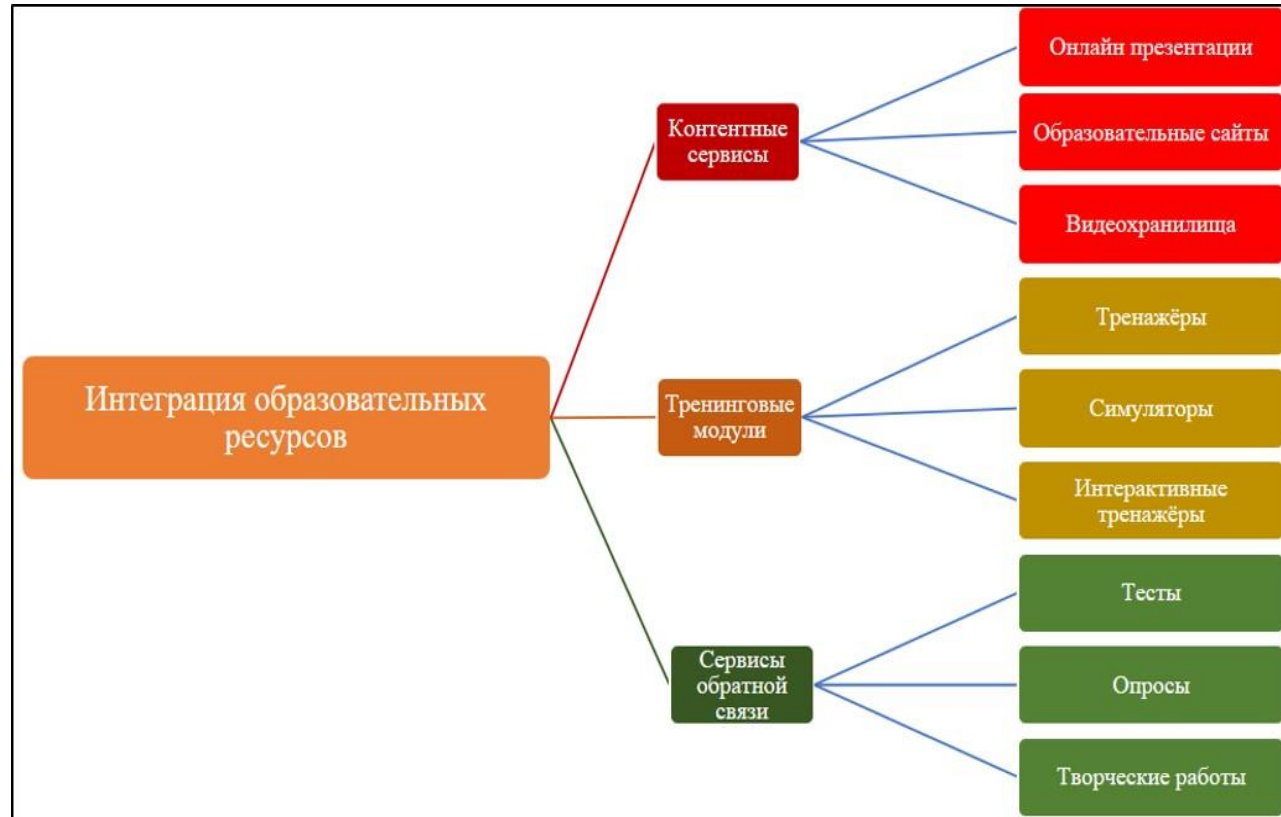 Интеграция образовательных
ресурсов
Контентные
сервисы
Онлайн презентации
Образовательные сайты
Видеохранилища
Тренинговые
модули
Тренажёры
Симуляторы
Интерактивные
тренажёры
Сервисы
обратной
связи
Тесты
Опросы
Творческие работы